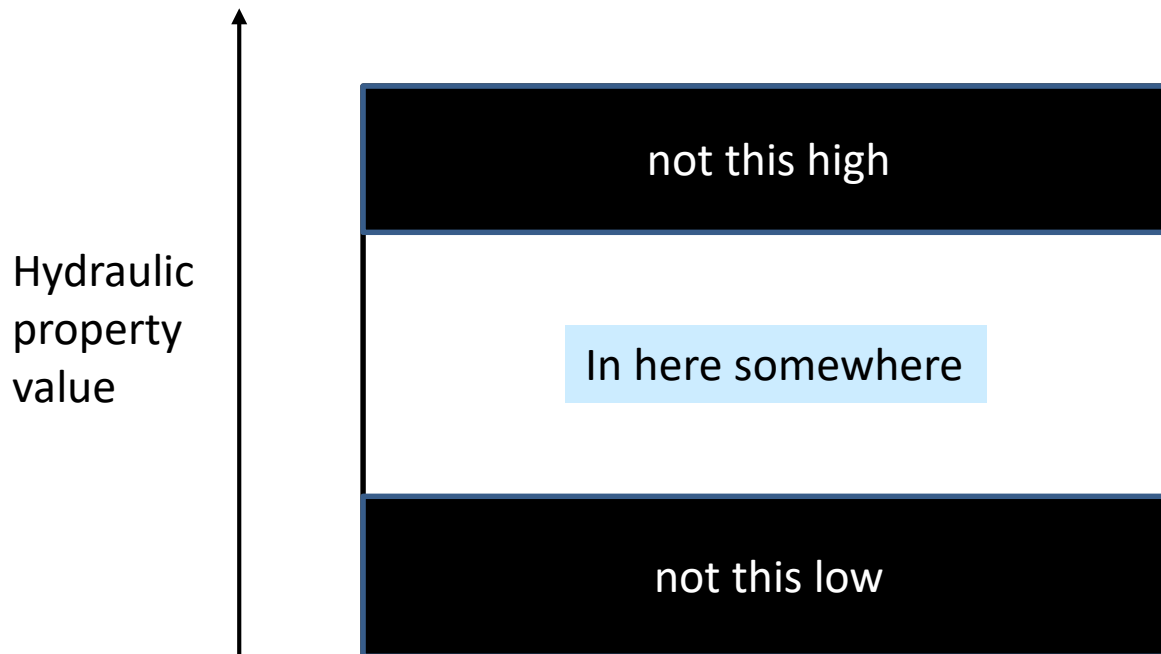 not this high
Hydraulic
property
value
In here somewhere
not this low